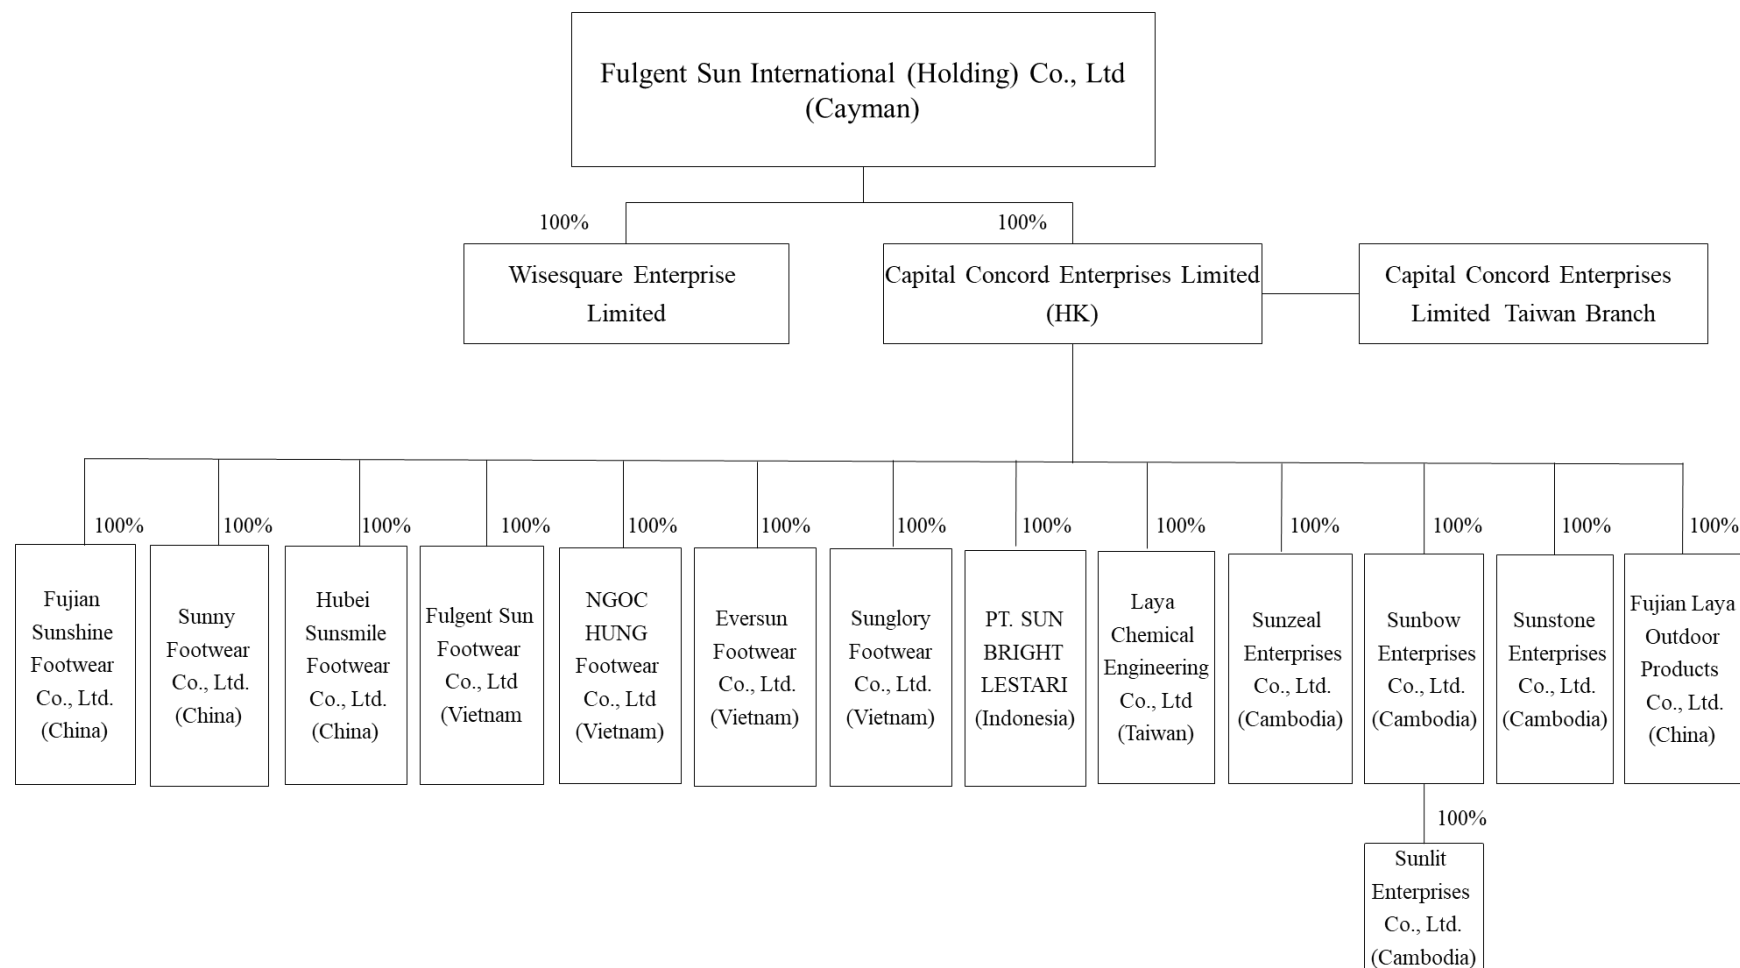 Fulgent Sun International (Holding) Co., Ltd
(Cayman)
100%
100%
Wisesquare Enterprise
Limited
Capital Concord Enterprises Limited
(HK)
Capital Concord Enterprises
Limited Taiwan Branch
100%
100%
100%
100%
100%
100%
100%
100%
100%
100%
100%
100%
100%
Fujian
Sunshine
Footwear
Co., Ltd.
(China)
Sunny
Footwear
Co., Ltd.
(China)
Hubei
Sunsmile
Footwear
Co., Ltd.
(China)
Fulgent Sun
Footwear
Co., Ltd
(Vietnam
NGOC
HUNG
Footwear
Co., Ltd
(Vietnam)
Eversun
Footwear
Co., Ltd.
(Vietnam)
Sunglory
Footwear
Co., Ltd.
(Vietnam)
PT. SUN
BRIGHT
LESTARI
(Indonesia)
Laya
Chemical
Engineering
Co., Ltd
(Taiwan)
Sunzeal
Enterprises
Co., Ltd.
(Cambodia)
Sunbow
Enterprises
Co., Ltd.
(Cambodia)
Sunstone
Enterprises
Co., Ltd.
(Cambodia)
Fujian Laya
Outdoor
Products
Co., Ltd.
(China)
100%
Sunlit
Enterprises
Co., Ltd.
(Cambodia)